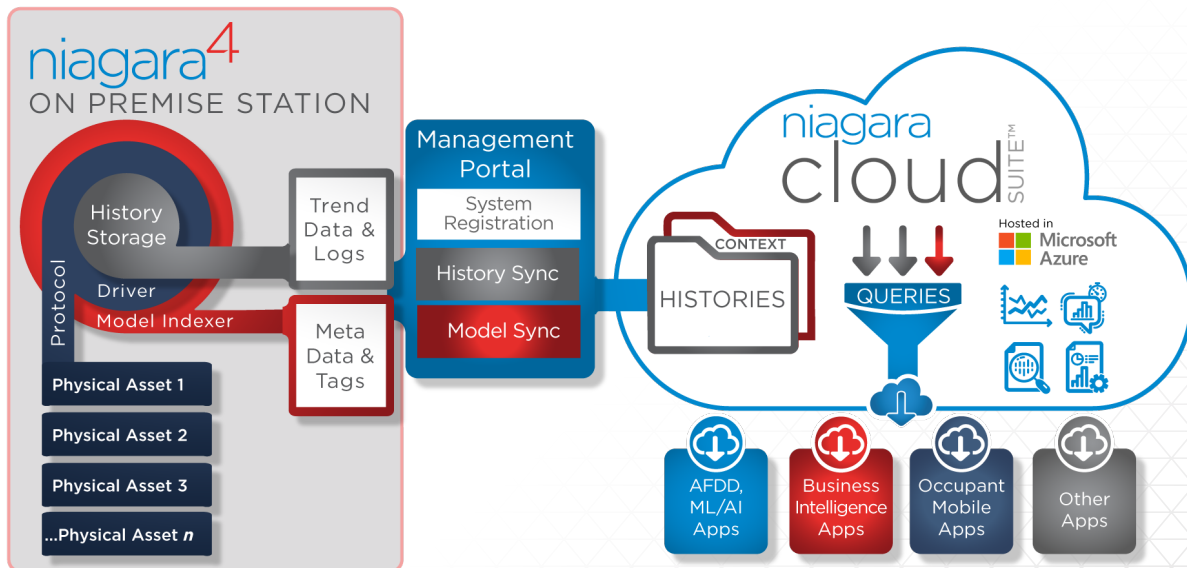 niagara4
ON PREMISE STATION
History
Storage
Protocol
Driver
Model Indexer
Physical Asset 1
Physical Asset 2
Physical Asset 3
...Physical Asset n
Trend
Data &
Logs
Meta
Data &
Tags
Management
Portal
System
Registration
History Sync
Model Sync
niagara
cloud
SUITE™
CONTEXT
HISTORIES
QUERIES
Hosted in
Microsoft
Azure
AFDD,
ML/AI
Apps
Business
Intelligence
Apps
Occupant
Mobile
Apps
Other
Apps